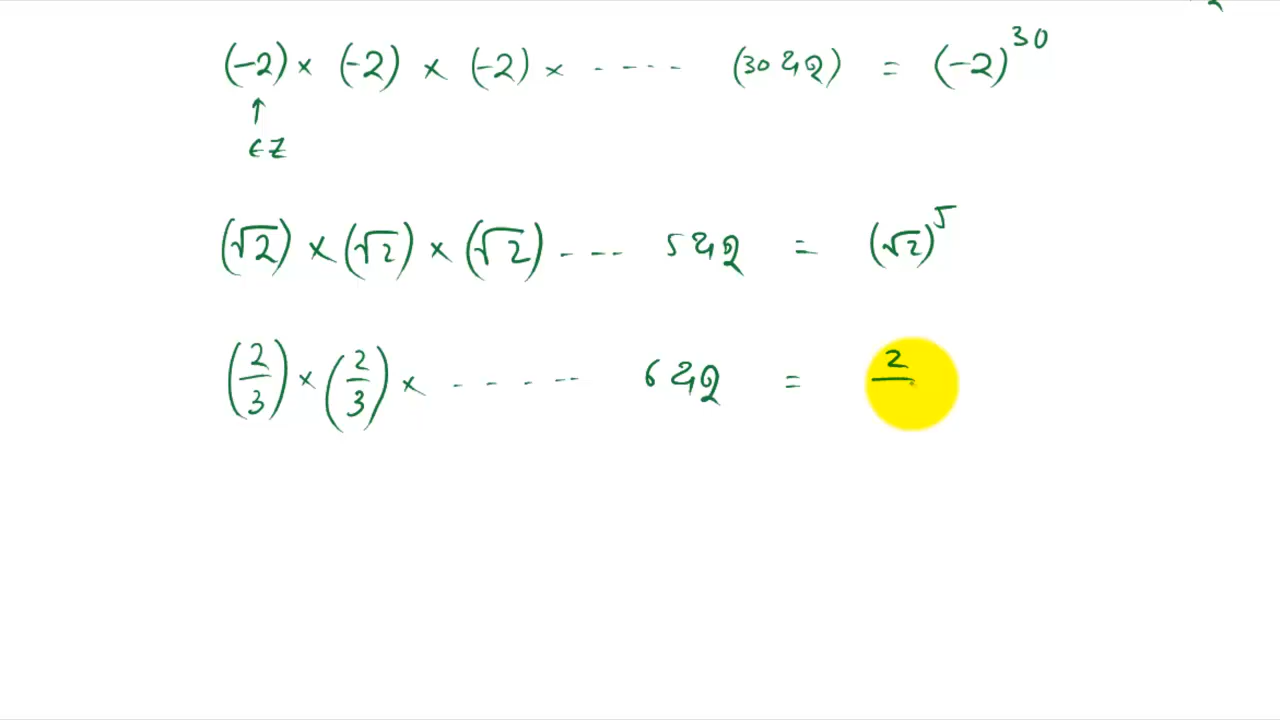 (-2) × (-2) × (-2) × ----- (30 ଥର) = (-2)³⁰
↑
∈Z
(√2) × (√2) × (√2) ---- 5 ଥର = (√2)⁵
(2/3) × (2/3) × ------ 6 ଥର = 2/